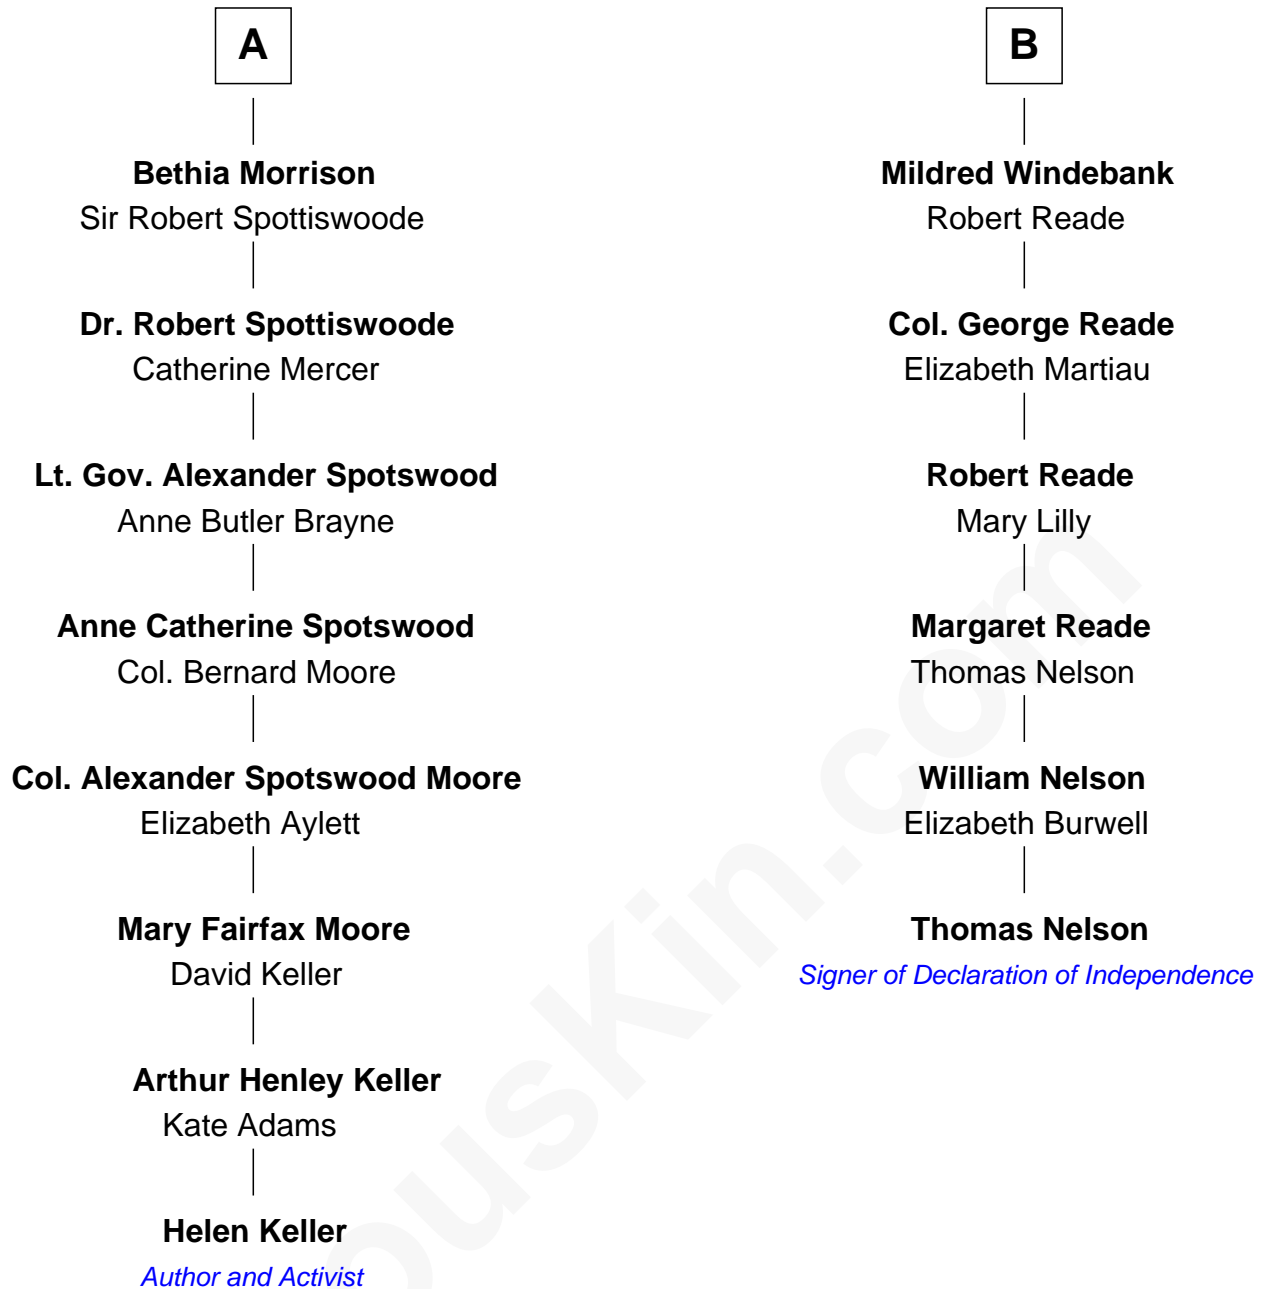 A
Bethia Morrison
Sir Robert Spottiswoode
Dr. Robert Spottiswoode
Catherine Mercer
Lt. Gov. Alexander Spotswood
Anne Butler Brayne
Anne Catherine Spotswood
Col. Bernard Moore
Col. Alexander Spotswood Moore
Elizabeth Aylett
Mary Fairfax Moore
David Keller
Arthur Henley Keller
Kate Adams
Helen Keller
Author and Activist
B
Mildred Windebank
Robert Reade
Col. George Reade
Elizabeth Martiau
Robert Reade
Mary Lilly
Margaret Reade
Thomas Nelson
William Nelson
Elizabeth Burwell
Thomas Nelson
Signer of Declaration of Independence
ousKin.com